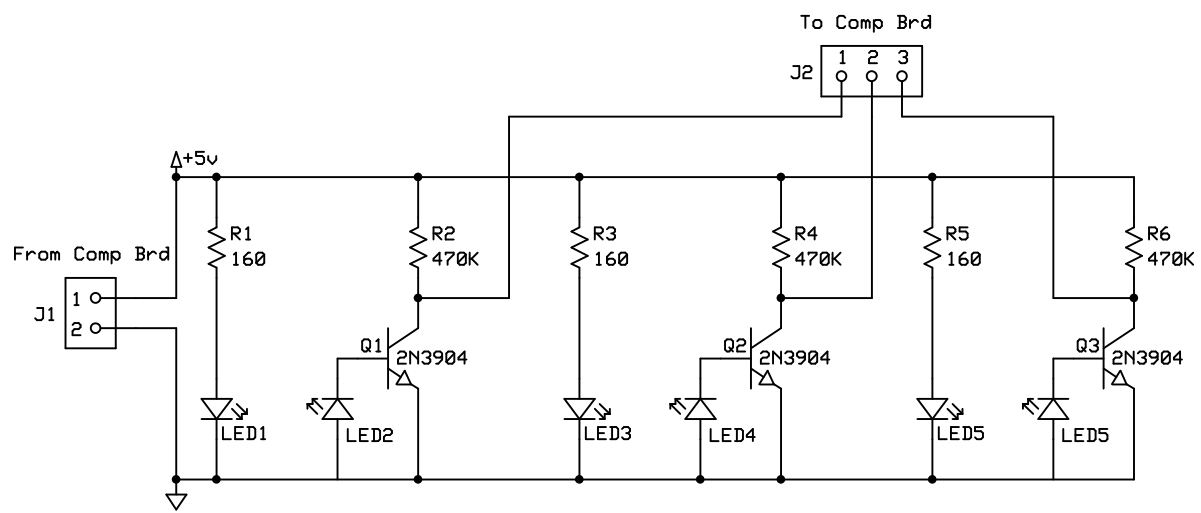 To Comp Brd
1 2 3
J2
+5v
From Comp Brd
J1
1
2
R1
160
R2
470K
R3
160
R4
470K
R5
160
R6
470K
Q1
2N3904
Q2
2N3904
Q3
2N3904
LED1
LED2
LED3
LED4
LED5
LED5